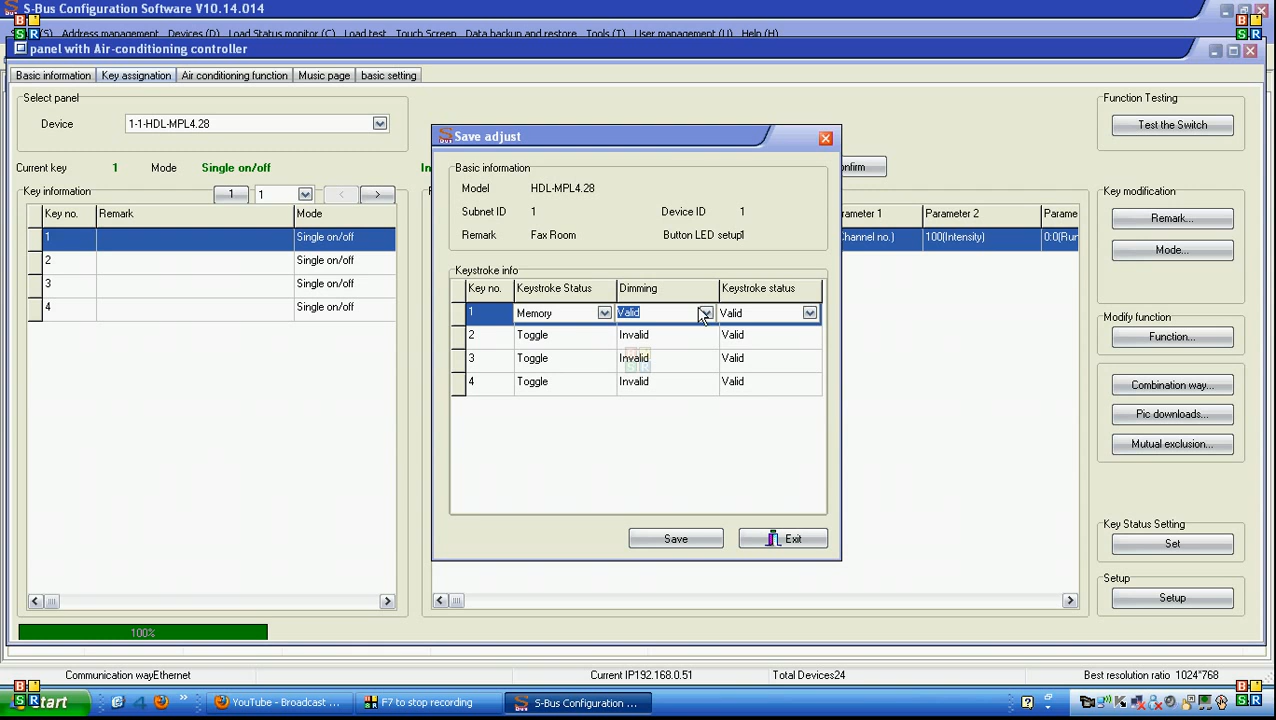 S-Bus Configuration Software V10.14.014
Address management Devices (D) Load Status monitor (C) Load test Touch Screen Data backup and restore Tools (T) User management (U) Help (H)
panel with Air-conditioning controller
Basic information Key assignation Air conditioning function Music page basic setting
Select panel
Device 1-1-HDL-MPL4.28
Current key 1 Mode Single on/off
Key information 1 1 < >
Key no. Remark Mode
1 Single on/off
2 Single on/off
3 Single on/off
4 Single on/off
100%
Save adjust
Basic information
Model HDL-MPL4.28
Subnet ID 1 Device ID 1
Remark Fax Room Button LED setup
Keystroke info
Key no. Keystroke Status Dimming Keystroke status
1 Memory Valid Valid
2 Toggle Invalid Valid
3 Toggle Invalid Valid
4 Toggle Invalid Valid
Save Exit
Parameter 2
Channel no.) 100(Intensity)
Function Testing
Test the Switch
Key modification
Remark...
Mode...
Modify function
Function...
Combination way...
Pic downloads...
Mutual exclusion...
Key Status Setting
Set
Setup
Setup
Communication wayEthernet Current IP192.168.0.51 Total Devices24 Best resolution ratio 1024*768
YouTube - Broadcast ... F7 to stop recording S-Bus Configuration ...